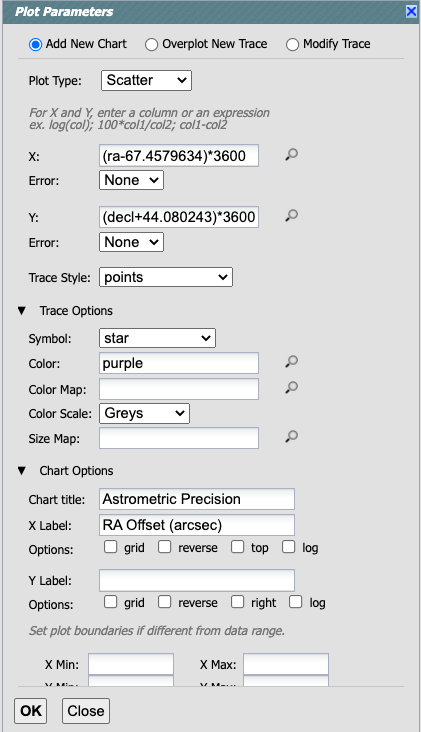 Plot Parameters
Add New Chart Overplot New Trace Modify Trace
Plot Type: Scatter
For X and Y, enter a column or an expression
ex. log(col); 100*col1/col2; col1-col2
X: (ra-67.4579634)*3600
Error: None
Y: (decl+44.080243)*3600
Error: None
Trace Style: points
Trace Options
Symbol: star
Color: purple
Color Map:
Color Scale: Greys
Size Map:
Chart Options
Chart title: Astrometric Precision
X Label: RA Offset (arcsec)
Options: grid reverse top log
Y Label:
Options: grid reverse right log
Set plot boundaries if different from data range.
X Min: X Max:
Y Min: Y Max:
OK Close